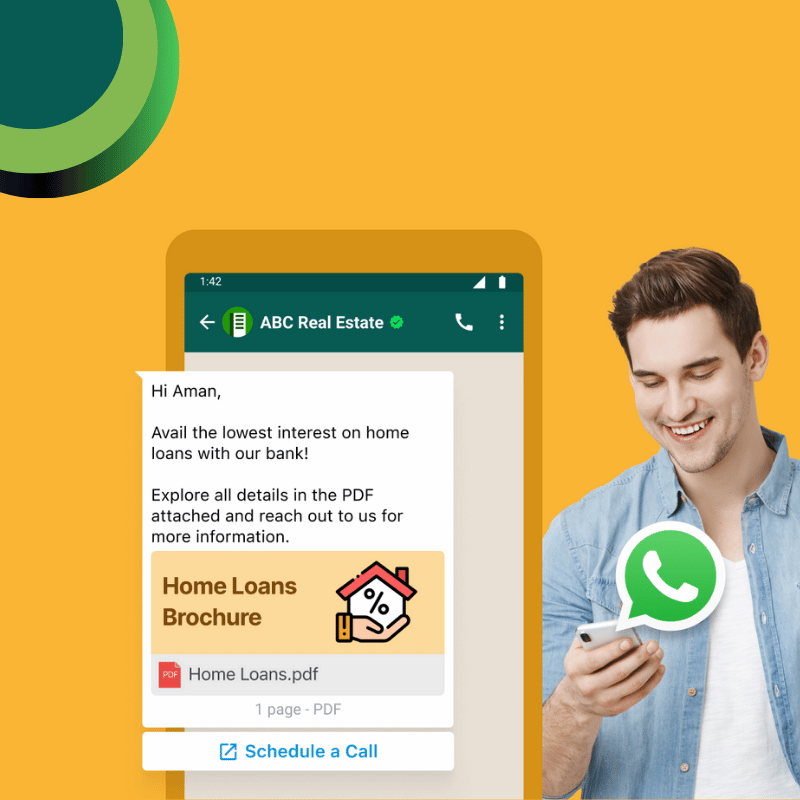 1:42
ABC Real Estate
Hi Aman,
Avail the lowest interest on home
loans with our bank!
Explore all details in the PDF
attached and reach out to us for
more information.
Home Loans
Brochure
%
PDF
Home Loans.pdf
1 page - PDF
Schedule a Call